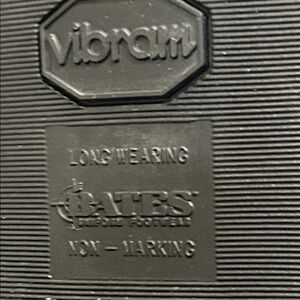 vibram
LONG WEARING
BATES
UNIFORM FOOTWEAR
NON - MARKING